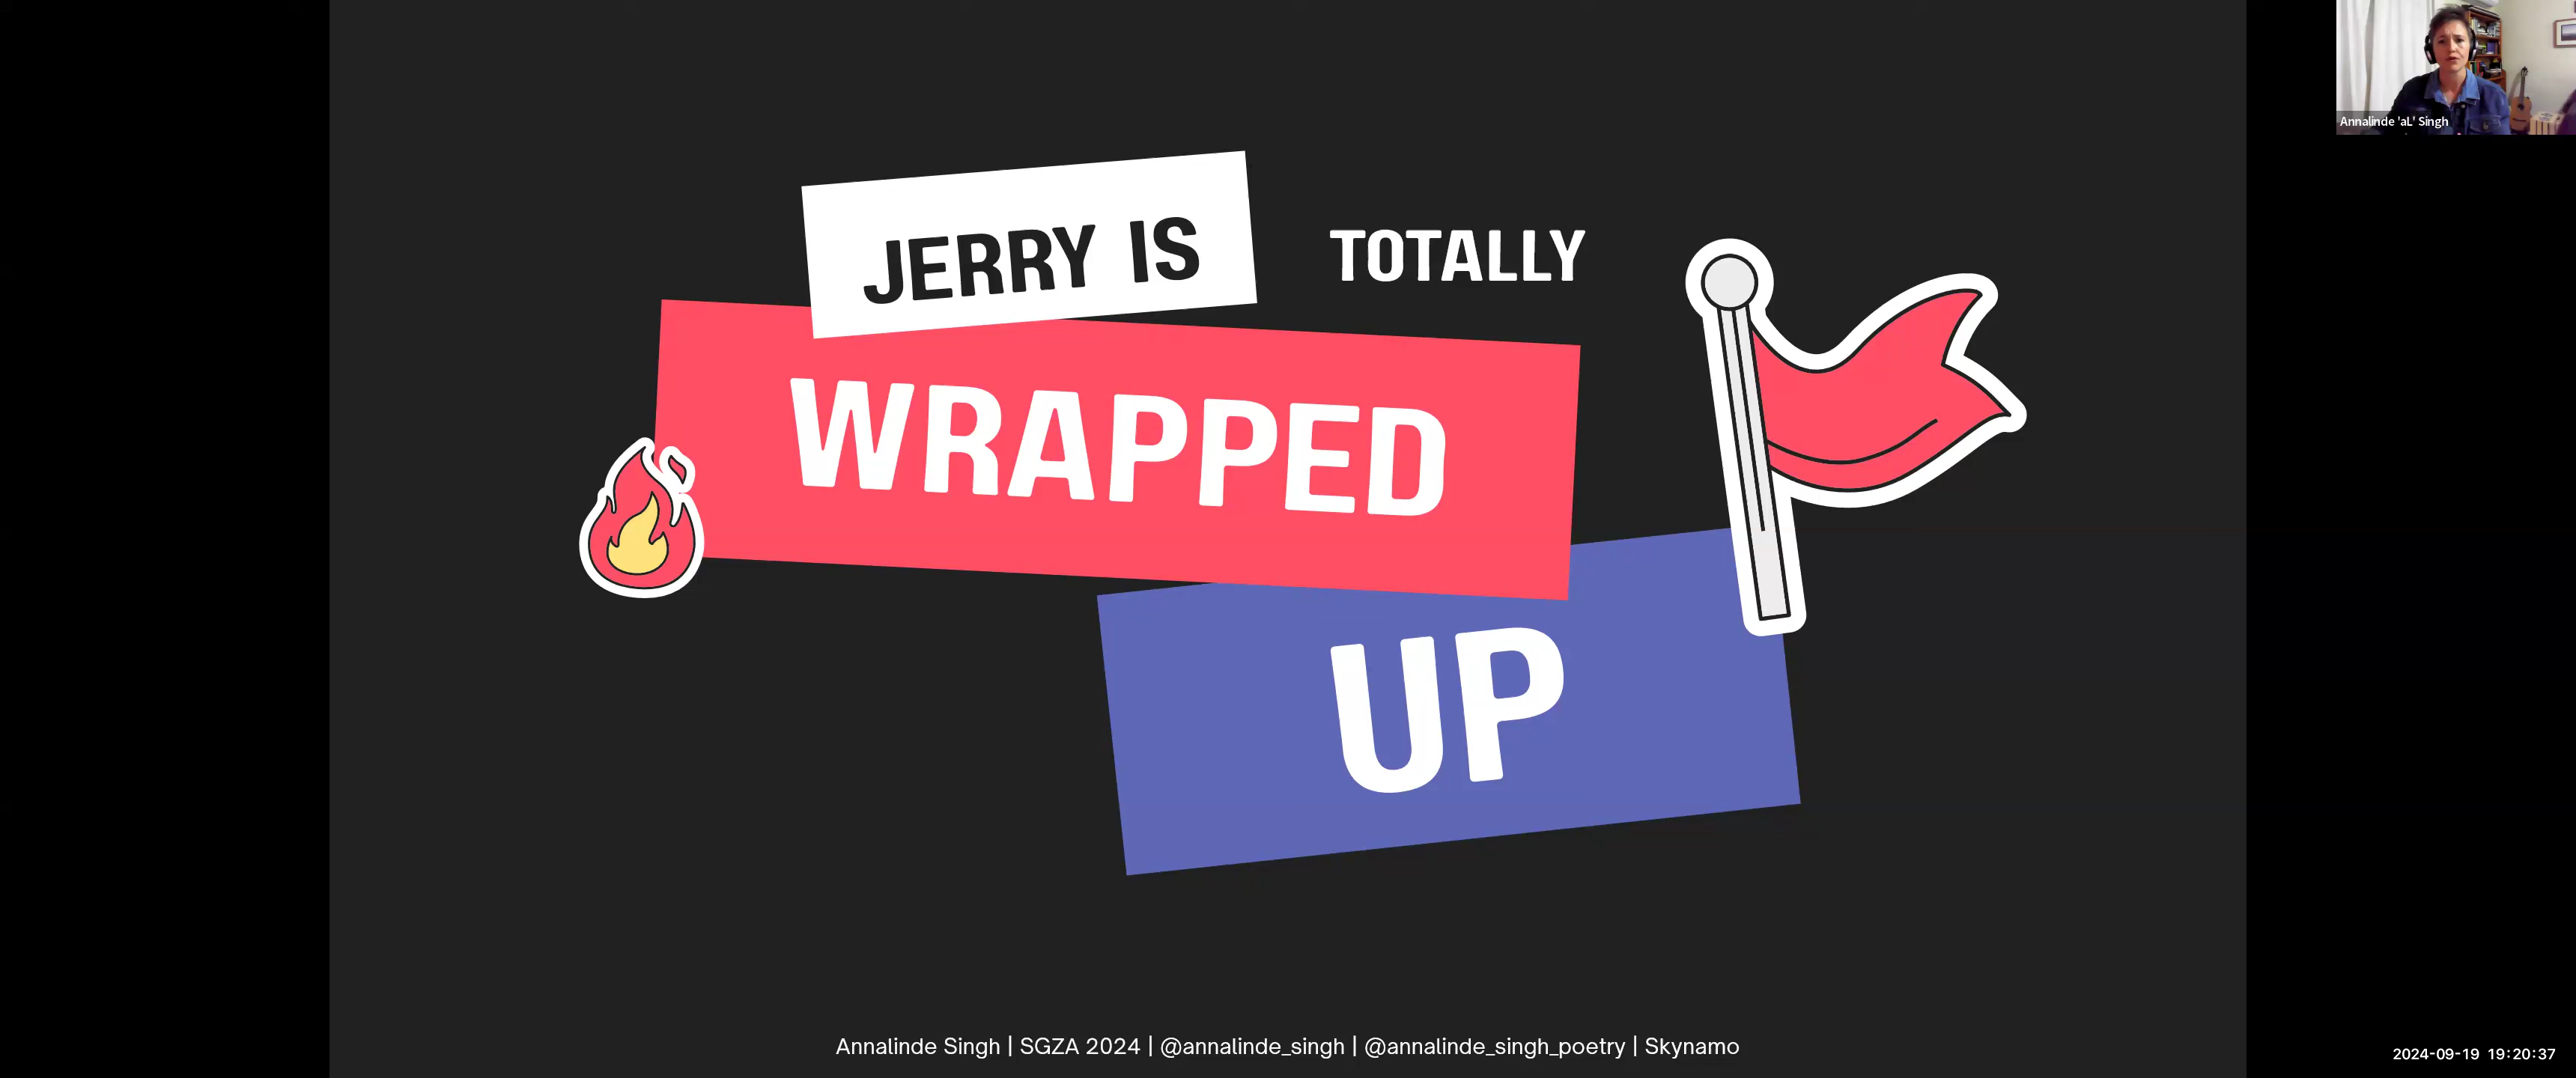 JERRY IS
TOTALLY
WRAPPED
UP
Annalinde 'aL' Singh
Annalinde Singh | SGZA 2024 | @annalinde_singh | @annalinde_singh_poetry | Skynamo
2024-09-19 19:20:37